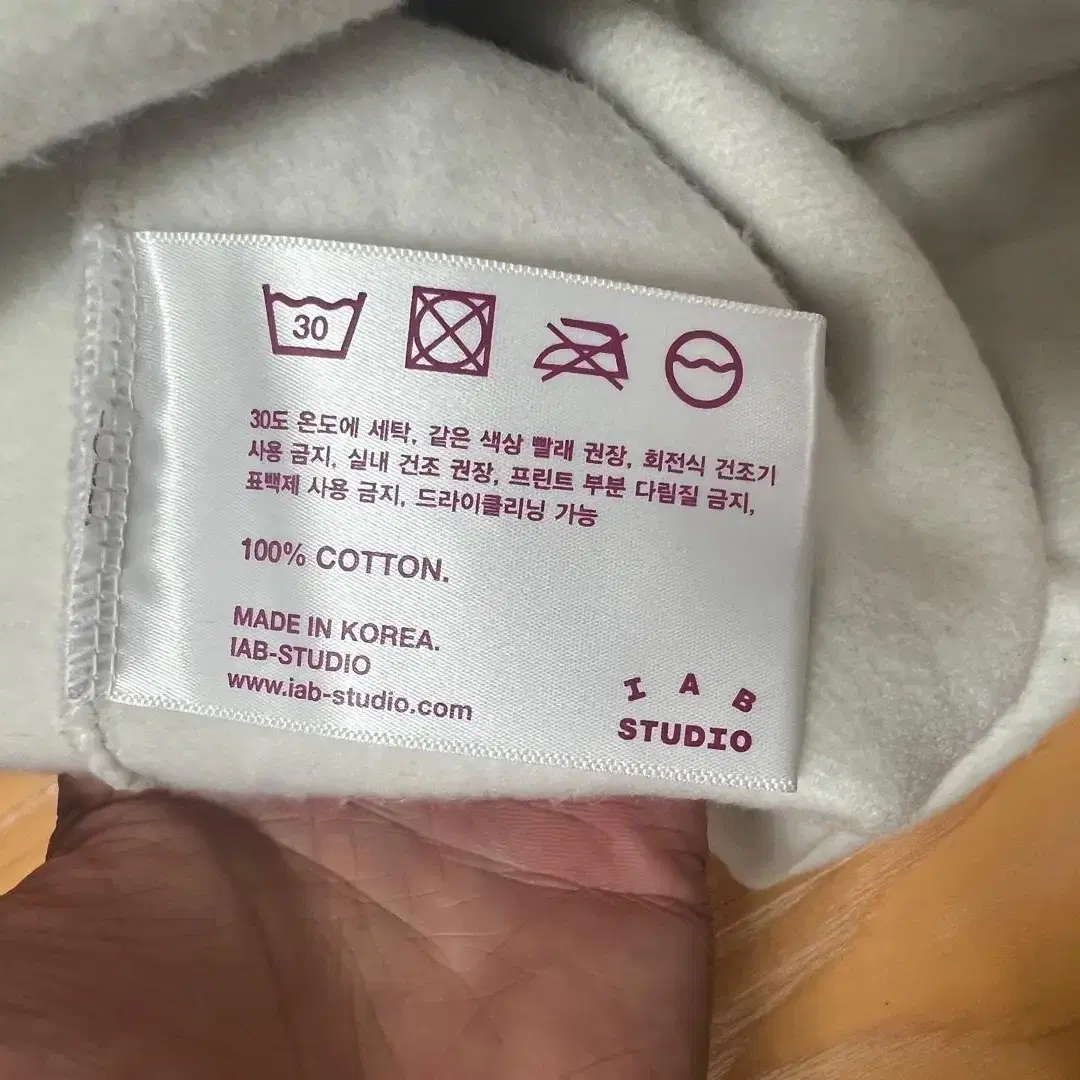 30
30도 온도에 세탁, 같은 색상 빨래 권장, 회전식 건조기
사용 금지, 실내 건조 권장, 프린트 부분 다림질 금지,
표백제 사용 금지, 드라이클리닝 가능
100% COTTON.
MADE IN KOREA.
IAB-STUDIO
www.iab-studio.com
I A B
STUDIO